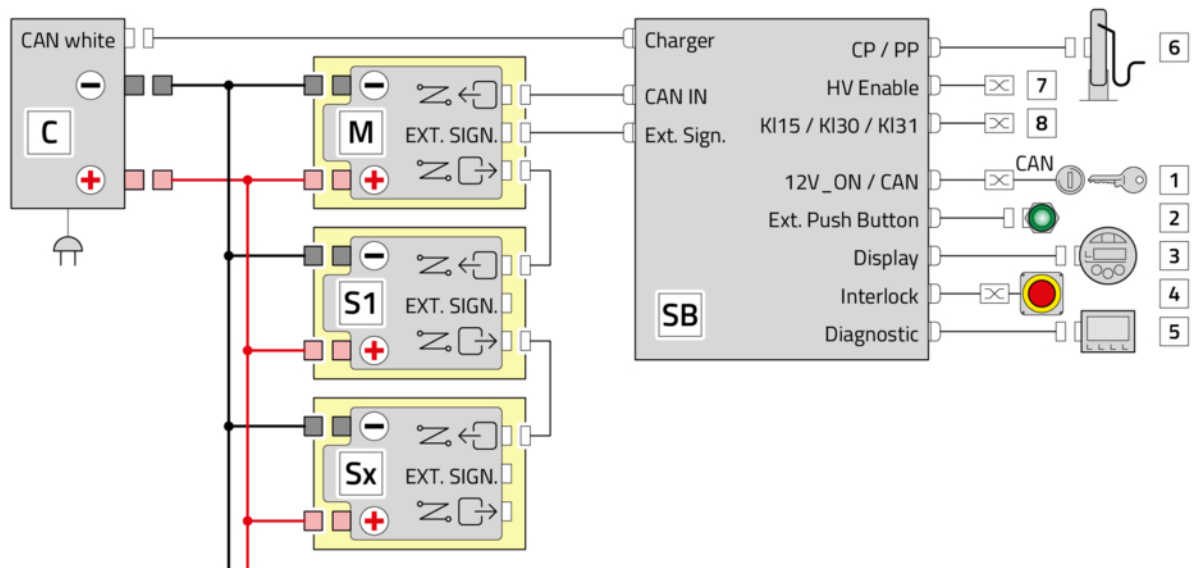 CAN white
C
M
EXT. SIGN.
S1
EXT. SIGN.
Sx
EXT. SIGN.
Charger
CAN IN
Ext. Sign.
SB
CP / PP
6
HV Enable
7
Kl15 / Kl30 / Kl31
8
12V_ON / CAN
CAN
1
Ext. Push Button
2
Display
3
Interlock
4
Diagnostic
5